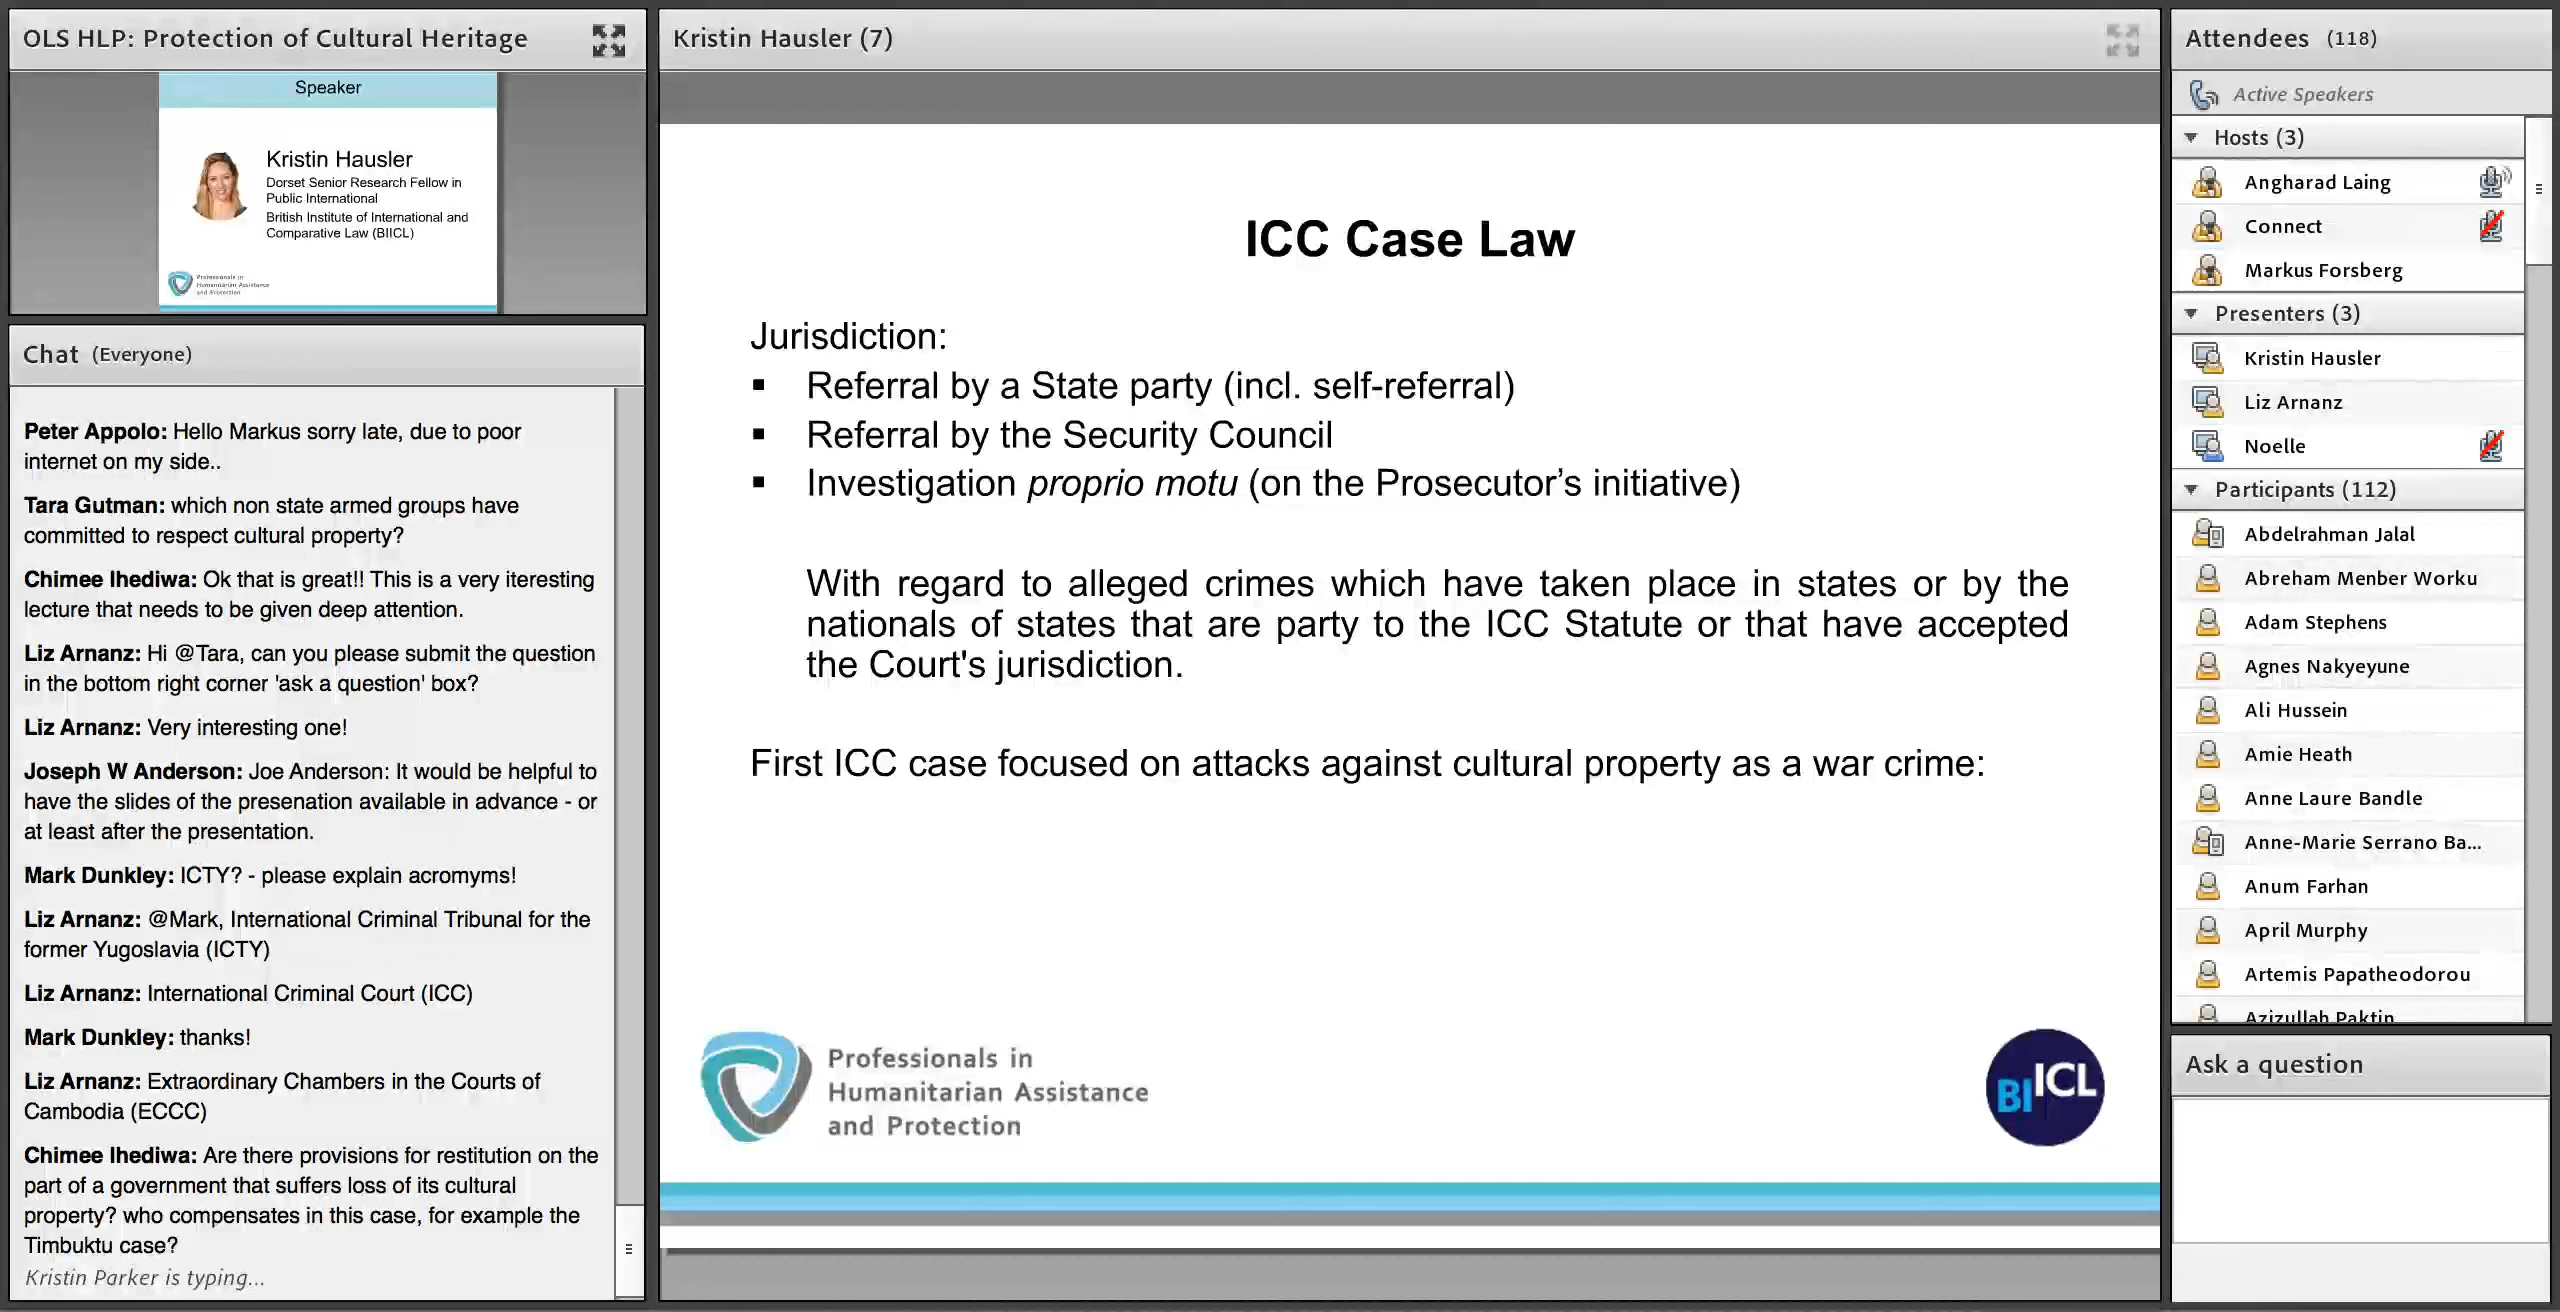 OLS HLP: Protection of Cultural Heritage
Speaker
Kristin Hausler
Dorset Senior Research Fellow in
Public International
British Institute of International and
Comparative Law (BIICL)
Professionals in
Humanitarian Assistance
and Protection
Chat (Everyone)
Peter Appolo: Hello Markus sorry late, due to poor
internet on my side..
Tara Gutman: which non state armed groups have
committed to respect cultural property?
Chimee Ihediwa: Ok that is great!! This is a very iteresting
lecture that needs to be given deep attention.
Liz Arnanz: Hi @Tara, can you please submit the question
in the bottom right corner 'ask a question' box?
Liz Arnanz: Very interesting one!
Joseph W Anderson: Joe Anderson: It would be helpful to
have the slides of the presenation available in advance - or
at least after the presentation.
Mark Dunkley: ICTY? - please explain acromyms!
Liz Arnanz: @Mark, International Criminal Tribunal for the
former Yugoslavia (ICTY)
Liz Arnanz: International Criminal Court (ICC)
Mark Dunkley: thanks!
Liz Arnanz: Extraordinary Chambers in the Courts of
Cambodia (ECCC)
Chimee Ihediwa: Are there provisions for restitution on the
part of a government that suffers loss of its cultural
property? who compensates in this case, for example the
Timbuktu case?
Kristin Parker is typing...
Kristin Hausler (7)
ICC Case Law
Jurisdiction:
▪ Referral by a State party (incl. self-referral)
▪ Referral by the Security Council
▪ Investigation proprio motu (on the Prosecutor’s initiative)
With regard to alleged crimes which have taken place in states or by the
nationals of states that are party to the ICC Statute or that have accepted
the Court's jurisdiction.
First ICC case focused on attacks against cultural property as a war crime:
Professionals in
Humanitarian Assistance
and Protection
BIICL
Attendees (118)
Active Speakers
Hosts (3)
Angharad Laing
Connect
Markus Forsberg
Presenters (3)
Kristin Hausler
Liz Arnanz
Noelle
Participants (112)
Abdelrahman Jalal
Abreham Menber Worku
Adam Stephens
Agnes Nakyeyune
Ali Hussein
Amie Heath
Anne Laure Bandle
Anne-Marie Serrano Ba...
Anum Farhan
April Murphy
Artemis Papatheodorou
Azizullah Paktin
Ask a question